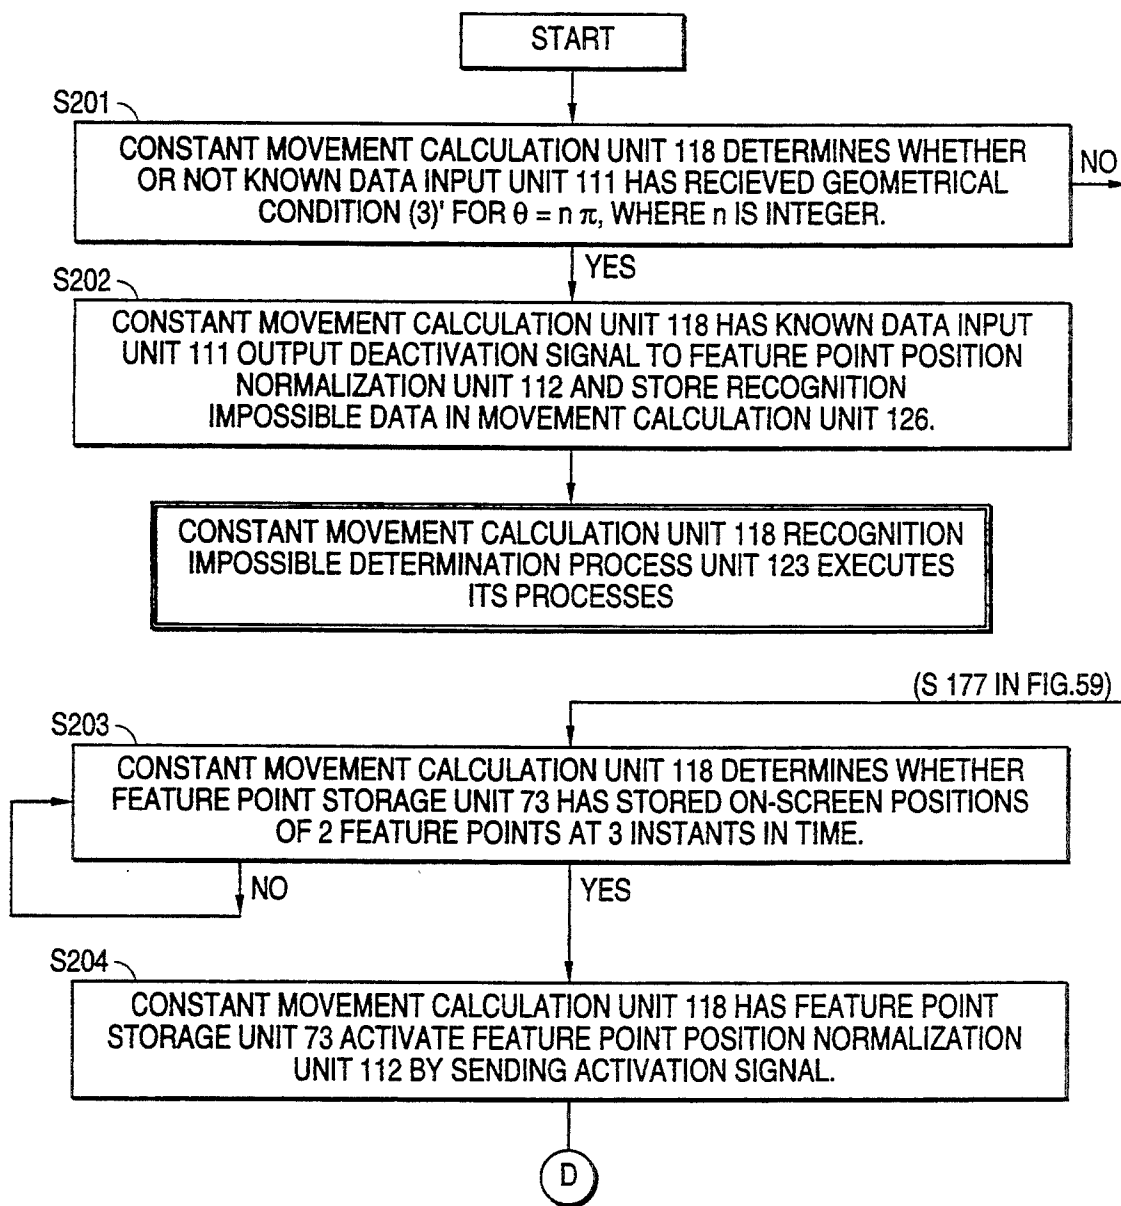 START
S201
CONSTANT MOVEMENT CALCULATION UNIT 118 DETERMINES WHETHER
OR NOT KNOWN DATA INPUT UNIT 111 HAS RECIEVED GEOMETRICAL
CONDITION (3)' FOR θ = n π, WHERE n IS INTEGER.
NO
YES
S202
CONSTANT MOVEMENT CALCULATION UNIT 118 HAS KNOWN DATA INPUT
UNIT 111 OUTPUT DEACTIVATION SIGNAL TO FEATURE POINT POSITION
NORMALIZATION UNIT 112 AND STORE RECOGNITION
IMPOSSIBLE DATA IN MOVEMENT CALCULATION UNIT 126.
CONSTANT MOVEMENT CALCULATION UNIT 118 RECOGNITION
IMPOSSIBLE DETERMINATION PROCESS UNIT 123 EXECUTES
ITS PROCESSES
(S 177 IN FIG.59)
S203
CONSTANT MOVEMENT CALCULATION UNIT 118 DETERMINES WHETHER
FEATURE POINT STORAGE UNIT 73 HAS STORED ON-SCREEN POSITIONS
OF 2 FEATURE POINTS AT 3 INSTANTS IN TIME.
NO
YES
S204
CONSTANT MOVEMENT CALCULATION UNIT 118 HAS FEATURE POINT
STORAGE UNIT 73 ACTIVATE FEATURE POINT POSITION NORMALIZATION
UNIT 112 BY SENDING ACTIVATION SIGNAL.
D